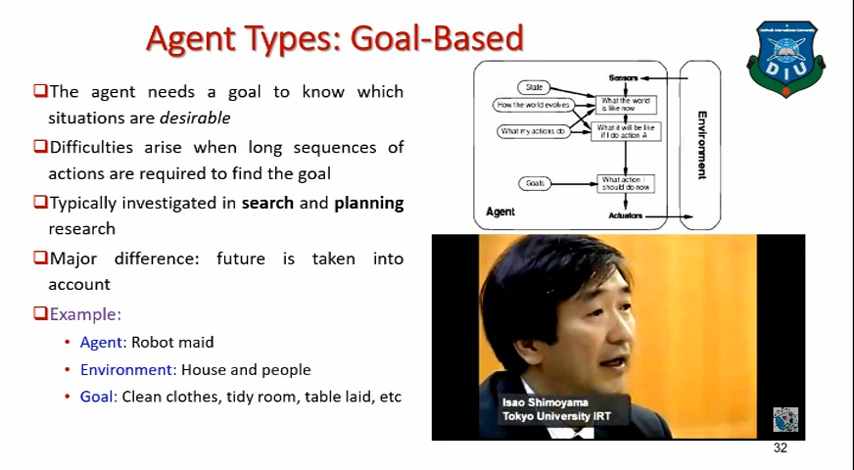 Agent Types: Goal-Based
DIU
❑The agent needs a goal to know which
situations are desirable
❑Difficulties arise when long sequences of
actions are required to find the goal
❑Typically investigated in search and planning
research
❑Major difference: future is taken into
account
❑Example:
• Agent: Robot maid
• Environment: House and people
• Goal: Clean clothes, tidy room, table laid, etc
Sensors
State
How the world evolves
What my actions do
What the world
is like now
What it will be like
if I do action A
Goals
What action I
should do now
Agent
Actuators
Environment
Isao Shimoyama
Tokyo University IRT
32